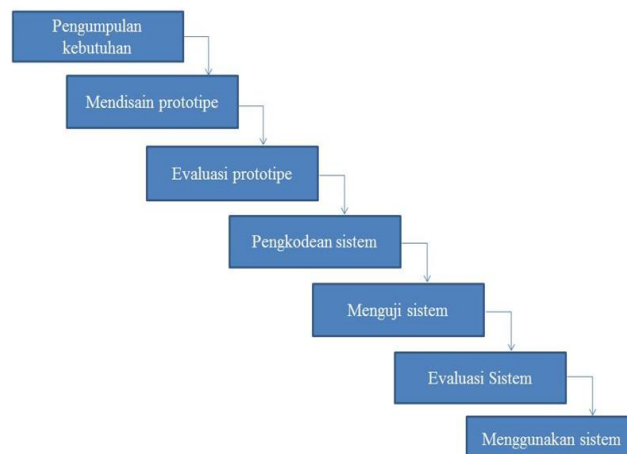 Pengumpulan
kebutuhan
Mendisain prototipe
Evaluasi prototipe
Pengkodean sistem
Menguji sistem
Evaluasi Sistem
Menggunakan sistem